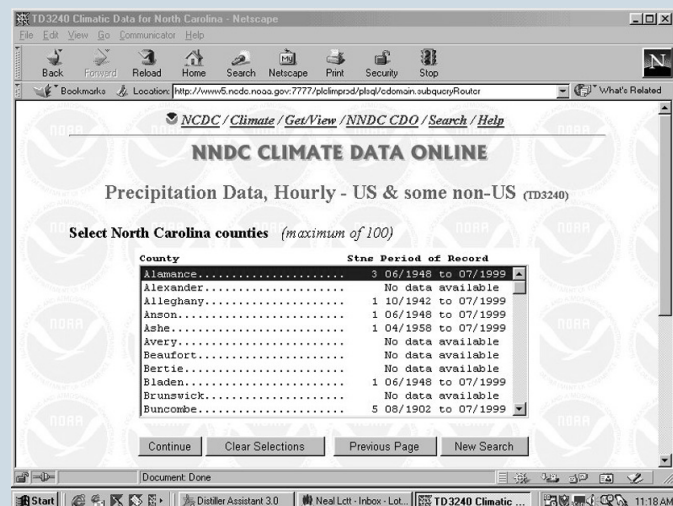 TD3240 Climatic Data for North Carolina - Netscape
File Edit View Go Communicator Help
Back Forward Reload Home Search Netscape Print Security Stop
N
Bookmarks Location: http://www5.ncdc.noaa.gov:7777/plclimprod/plsql/cdomain.subqueryRouter What's Related
NCDC / Climate / Get/View / NNDC CDO / Search / Help
NNDC CLIMATE DATA ONLINE
Precipitation Data, Hourly - US & some non-US (TD3240)
Select North Carolina counties (maximum of 100)
County Stns Period of Record
Alamance...................... 3 06/1948 to 07/1999
Alexander..................... No data available
Alleghany..................... 1 10/1942 to 07/1999
Anson......................... 1 06/1948 to 07/1999
Ashe.......................... 1 04/1958 to 07/1999
Avery......................... No data available
Beaufort...................... No data available
Bertie........................ No data available
Bladen........................ 1 06/1948 to 07/1999
Brunswick..................... No data available
Buncombe...................... 5 08/1902 to 07/1999
Continue Clear Selections Previous Page New Search
Document: Done
Start Distiller Assistant 3.0 Neal Lott - Inbox - Lot... TD3240 Climatic ... 11:18 AM